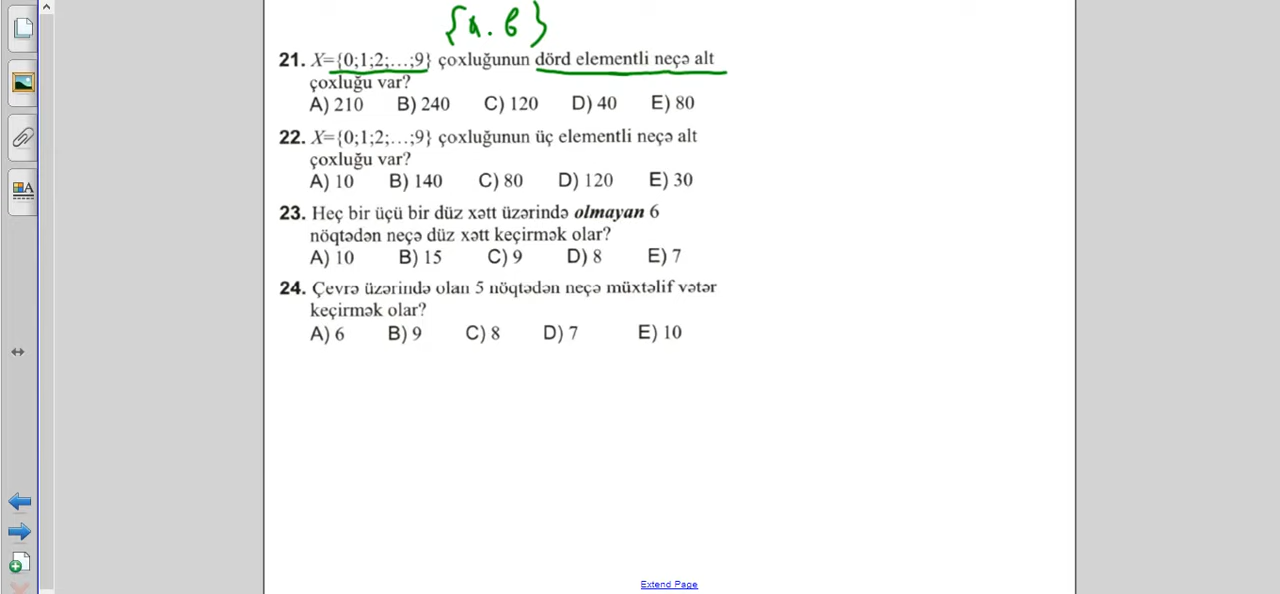 {a. b}
21. X={0;1;2;...;9} çoxluğunun dörd elementli neçə alt
çoxluğu var?
A) 210 B) 240 C) 120 D) 40 E) 80
22. X={0;1;2;...;9} çoxluğunun üç elementli neçə alt
çoxluğu var?
A) 10 B) 140 C) 80 D) 120 E) 30
23. Heç bir üçü bir düz xətt üzərində olmayan 6
nöqtədən neçə düz xətt keçirmək olar?
A) 10 B) 15 C) 9 D) 8 E) 7
24. Çevrə üzərində olan 5 nöqtədən neçə müxtəlif vətər
keçirmək olar?
A) 6 B) 9 C) 8 D) 7 E) 10
Extend Page